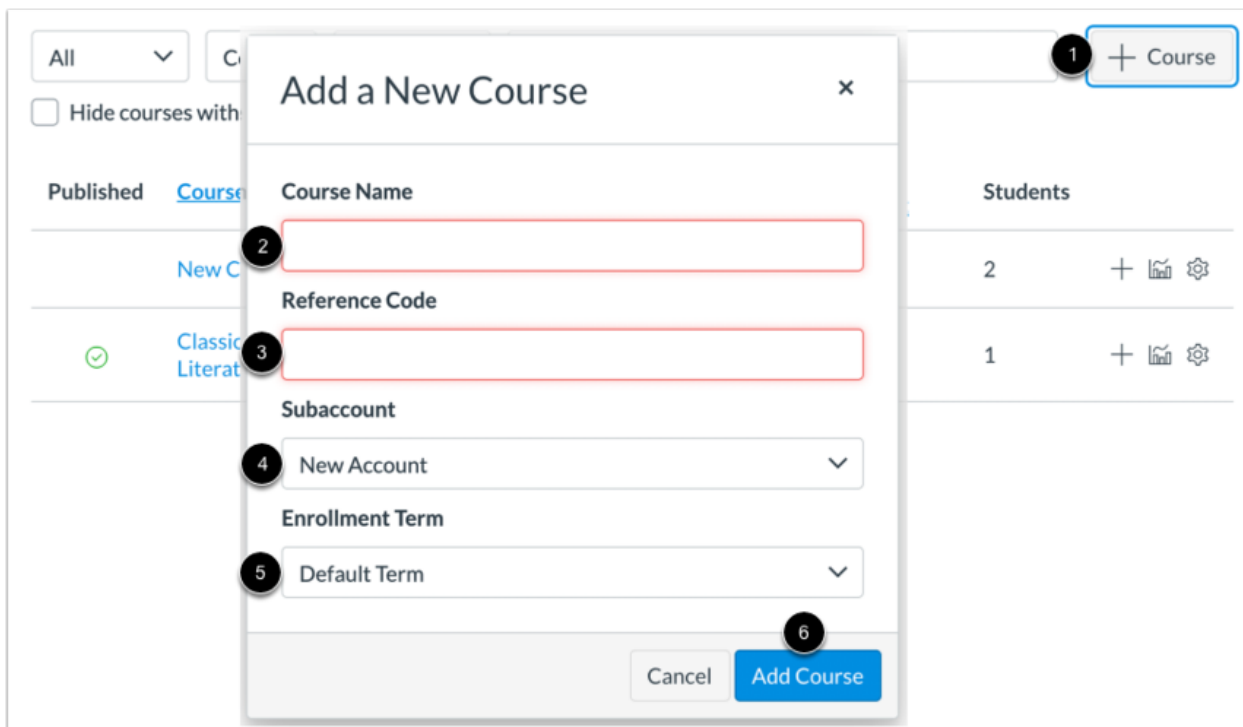 All
Co
1
+ Course
Add a New Course
×
Hide courses with
Published
Course
Students
Course Name
2
New C
2
Reference Code
3
Classic
Literat
1
Subaccount
4
New Account
Enrollment Term
5
Default Term
6
Cancel
Add Course